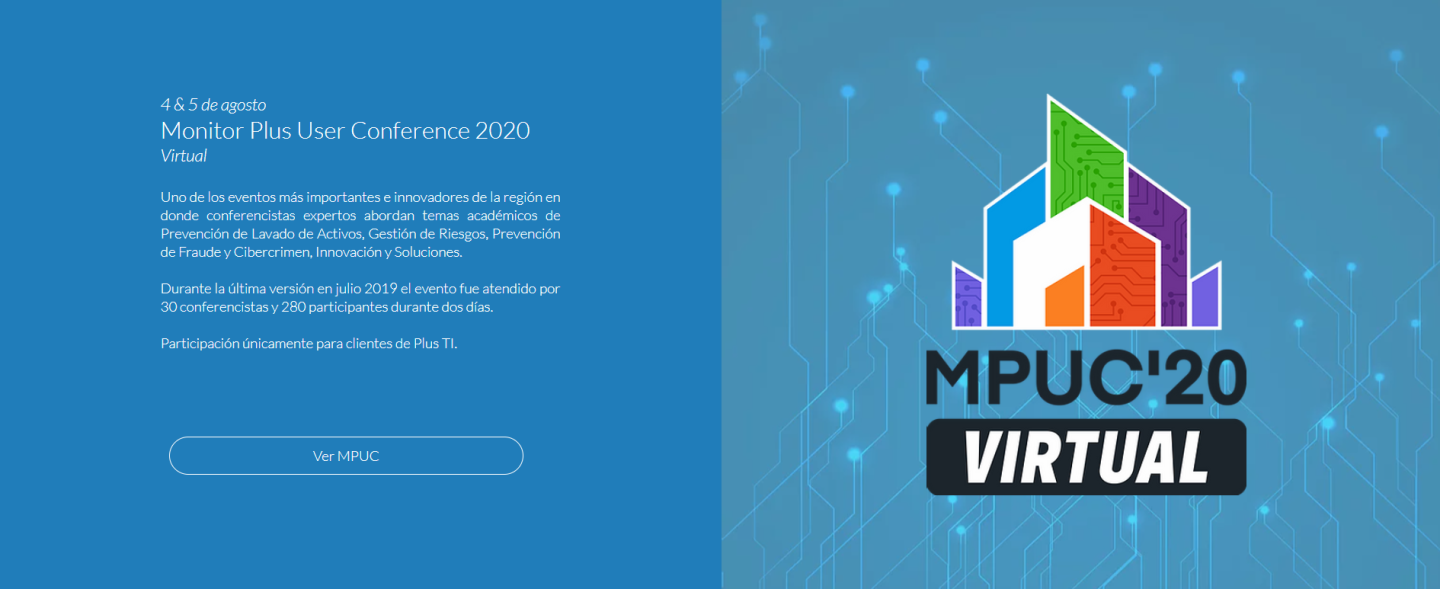 4 & 5 de agosto
Monitor Plus User Conference 2020
Virtual
Uno de los eventos más importantes e innovadores de la región en
donde conferencistas expertos abordan temas académicos de
Prevención de Lavado de Activos, Gestión de Riesgos, Prevención
de Fraude y Cibercrimen, Innovación y Soluciones.
Durante la última versión en julio 2019 el evento fue atendido por
30 conferencistas y 280 participantes durante dos días.
Participación únicamente para clientes de Plus TI.
Ver MPUC
MPUC'20
VIRTUAL